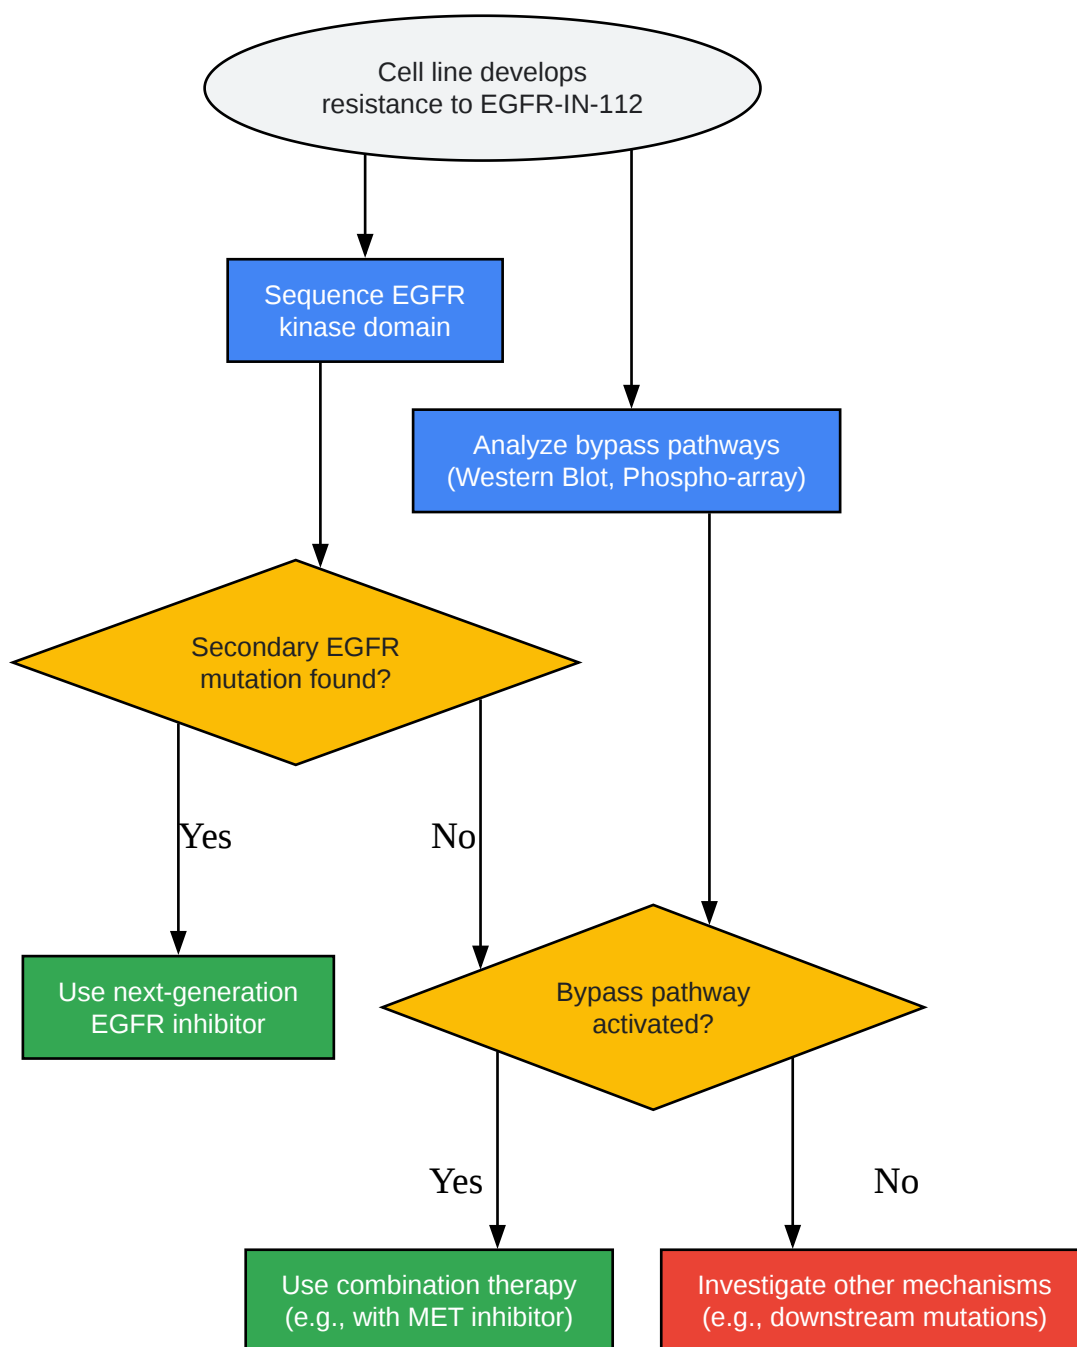 Cell line develops
resistance to EGFR-IN-112
Sequence EGFR
kinase domain
Analyze bypass pathways
(Western Blot, Phospho-array)
Secondary EGFR
mutation found?
Yes
No
Use next-generation
EGFR inhibitor
Bypass pathway
activated?
Yes
No
Use combination therapy
(e.g., with MET inhibitor)
Investigate other mechanisms
(e.g., downstream mutations)